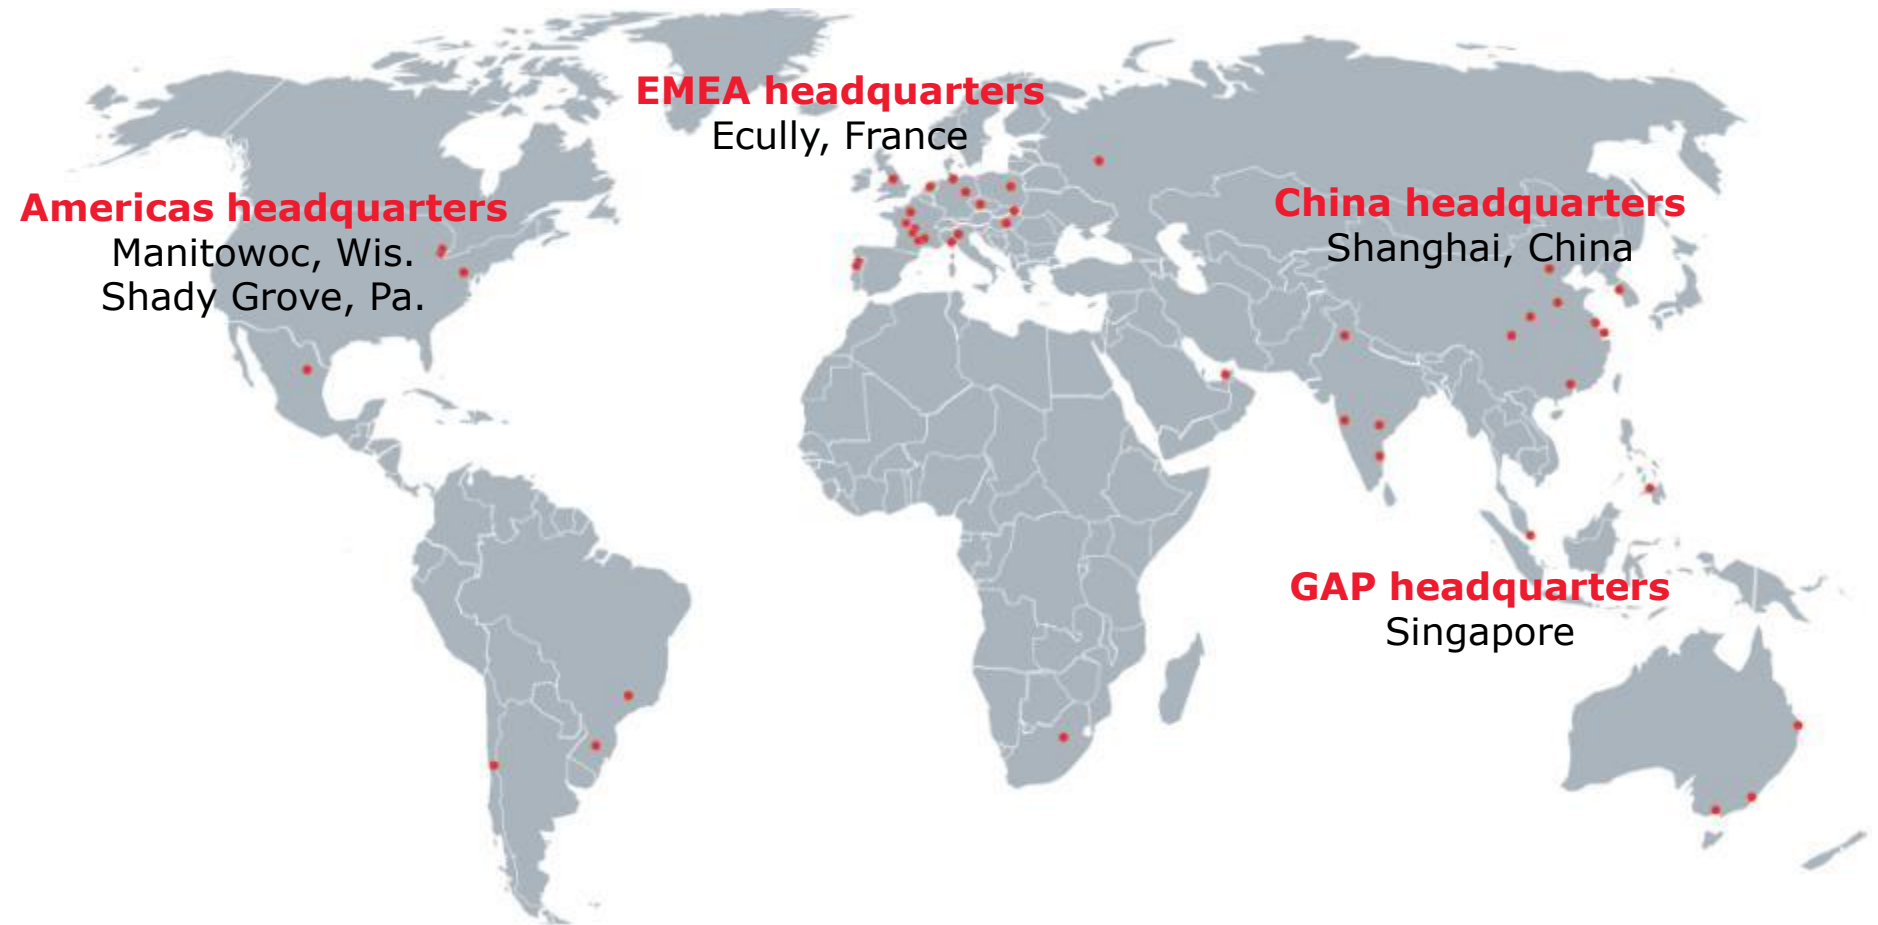 EMEA headquarters
Ecully, France
Americas headquarters
Manitowoc, Wis.
Shady Grove, Pa.
China headquarters
Shanghai, China
GAP headquarters
Singapore